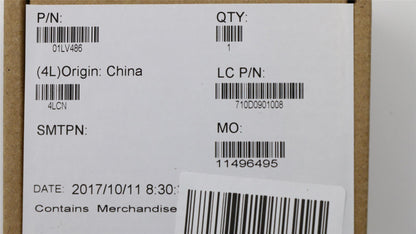 P/N: QTY:
01LV486 1
(4L)Origin: China LC P/N:
4LCN 710D0901008
SMTPN: MO:
11496495
DATE: 2017/10/11 8:30:
Contains Merchandise